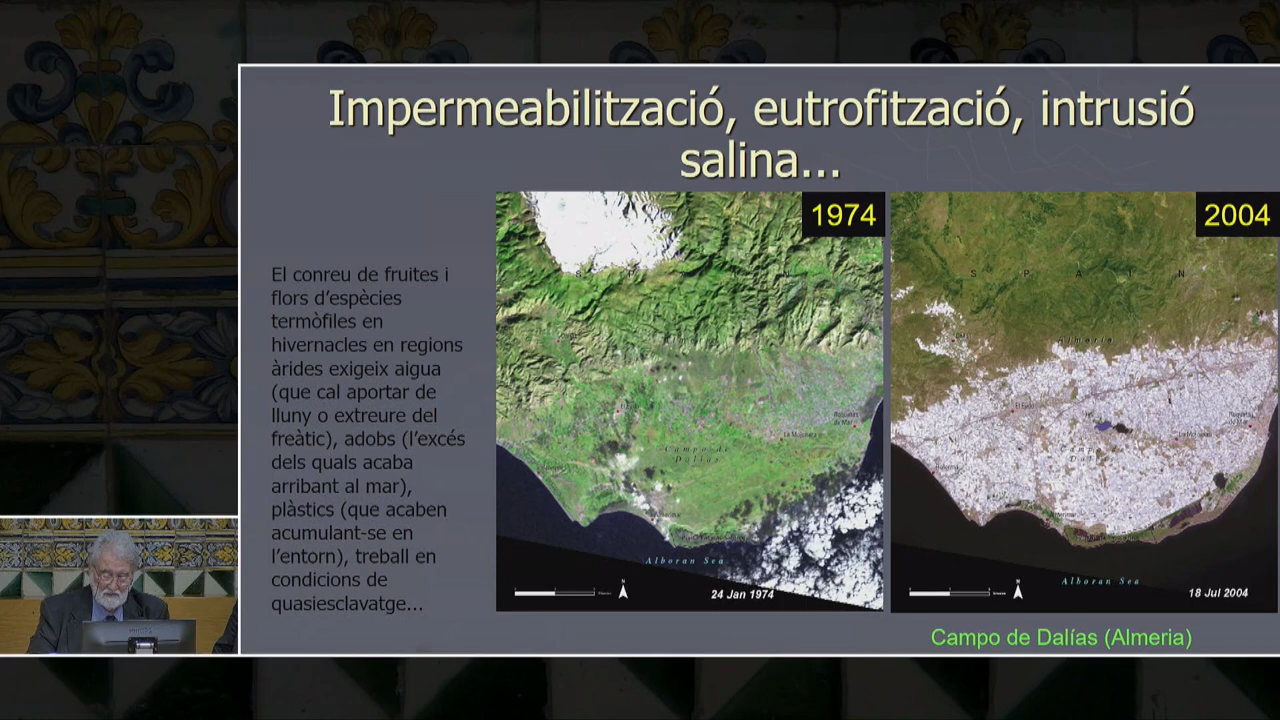 Impermeabilització, eutrofització, intrusió
salina...
El conreu de fruites i
flors d'espècies
termòfiles en
hivernacles en regions
àrides exigeix aigua
(que cal aportar de
lluny o extreure del
freàtic), adobs (l'excés
dels quals acaba
arribant al mar),
plàstics (que acaben
acumulant-se en
l'entorn), treball en
condicions de
quasiesclavatge...
1974
Campo de
Dalías
Alboran Sea
N
24 Jan 1974
2004
S P A I N
Almería
Alboran Sea
N
18 Jul 2004
Campo de Dalías (Almeria)